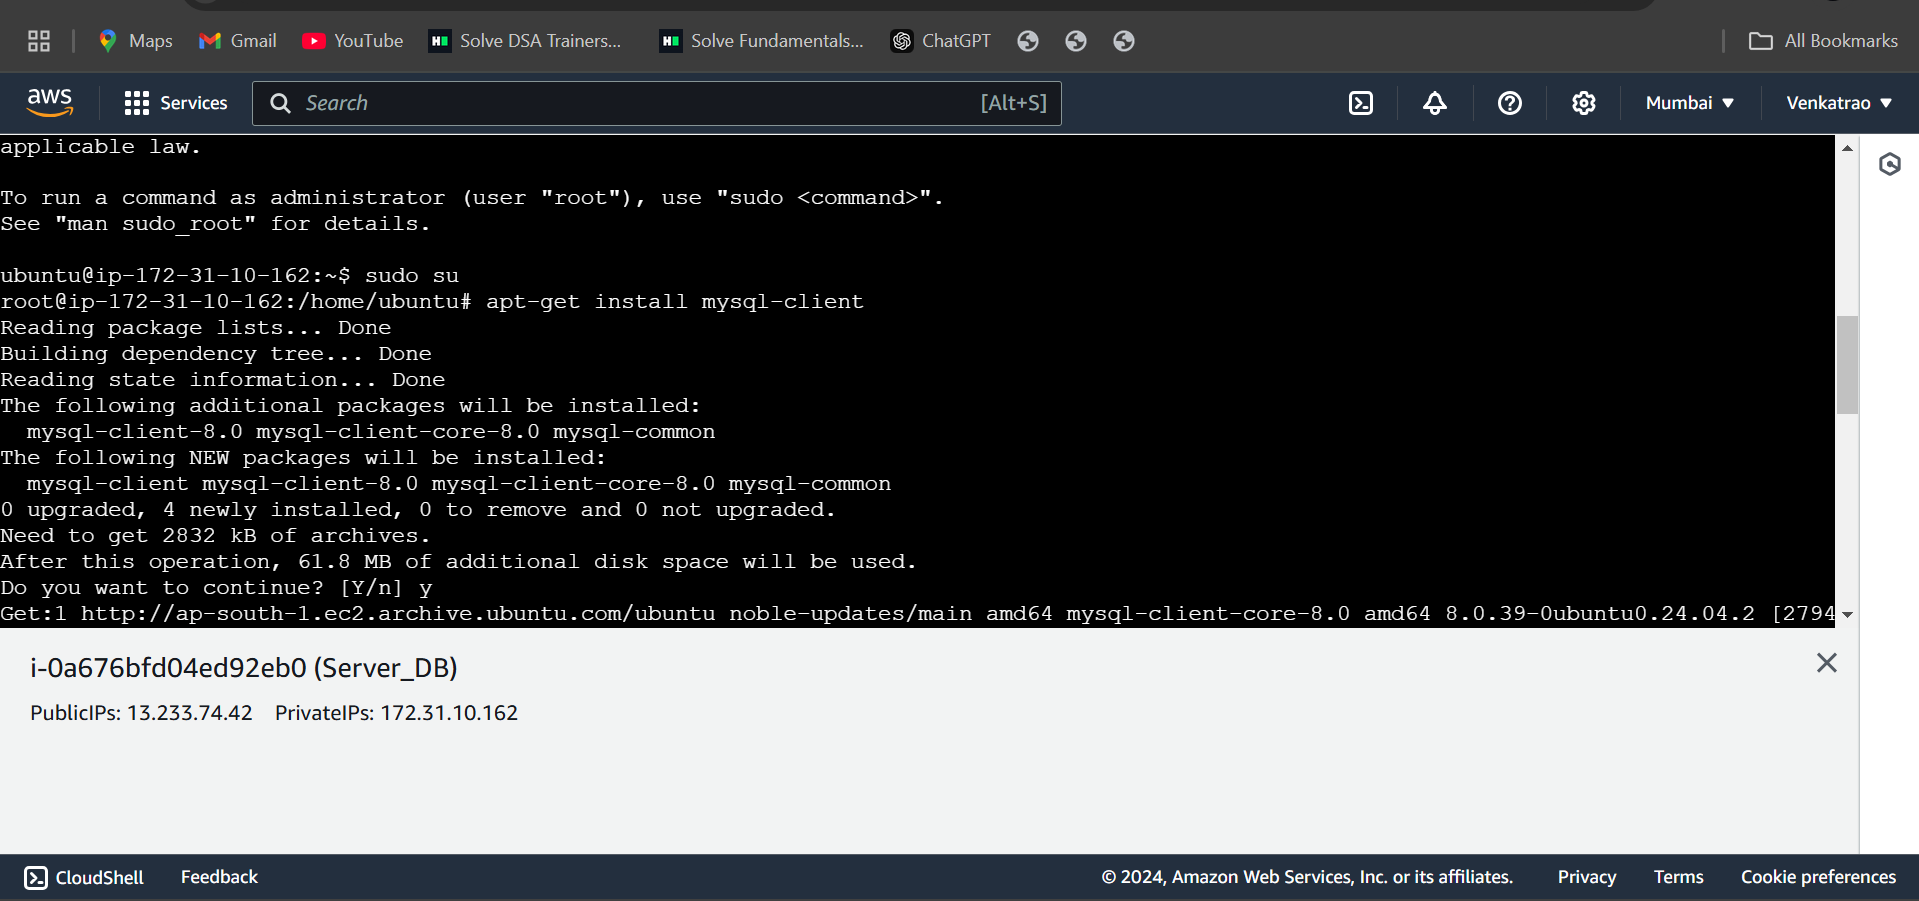 Maps Gmail YouTube Solve DSA Trainers... Solve Fundamentals... ChatGPT All Bookmarks
aws Services Search [Alt+S] Mumbai ▼ Venkatrao ▼
applicable law.
To run a command as administrator (user "root"), use "sudo <command>".
See "man sudo_root" for details.
ubuntu@ip-172-31-10-162:~$ sudo su
root@ip-172-31-10-162:/home/ubuntu# apt-get install mysql-client
Reading package lists... Done
Building dependency tree... Done
Reading state information... Done
The following additional packages will be installed:
  mysql-client-8.0 mysql-client-core-8.0 mysql-common
The following NEW packages will be installed:
  mysql-client mysql-client-8.0 mysql-client-core-8.0 mysql-common
0 upgraded, 4 newly installed, 0 to remove and 0 not upgraded.
Need to get 2832 kB of archives.
After this operation, 61.8 MB of additional disk space will be used.
Do you want to continue? [Y/n] y
Get:1 http://ap-south-1.ec2.archive.ubuntu.com/ubuntu noble-updates/main amd64 mysql-client-core-8.0 amd64 8.0.39-0ubuntu0.24.04.2 [2794
i-0a676bfd04ed92eb0 (Server_DB)
PublicIPs: 13.233.74.42 PrivateIPs: 172.31.10.162
CloudShell Feedback © 2024, Amazon Web Services, Inc. or its affiliates. Privacy Terms Cookie preferences